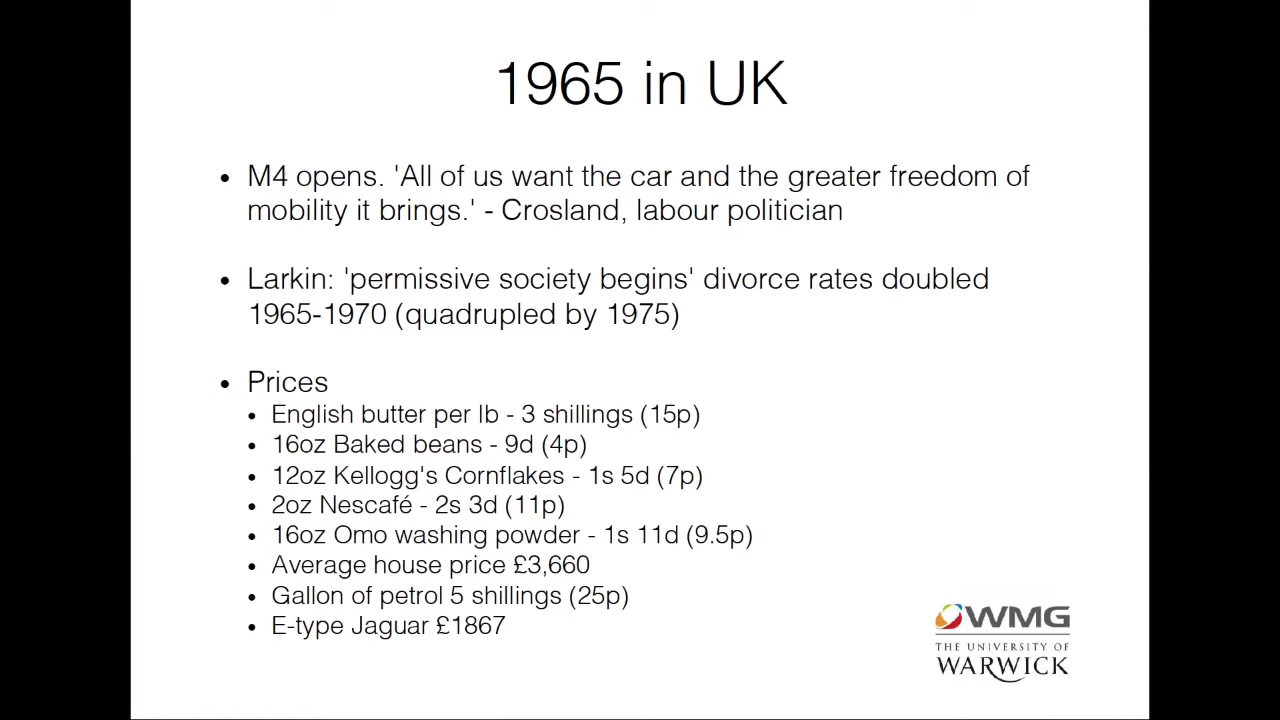 1965 in UK
• M4 opens. 'All of us want the car and the greater freedom of
mobility it brings.' - Crosland, labour politician
• Larkin: 'permissive society begins' divorce rates doubled
1965-1970 (quadrupled by 1975)
• Prices
• English butter per lb - 3 shillings (15p)
• 16oz Baked beans - 9d (4p)
• 12oz Kellogg's Cornflakes - 1s 5d (7p)
• 2oz Nescafé - 2s 3d (11p)
• 16oz Omo washing powder - 1s 11d (9.5p)
• Average house price £3,660
• Gallon of petrol 5 shillings (25p)
• E-type Jaguar £1867
WMG
THE UNIVERSITY OF
WARWICK